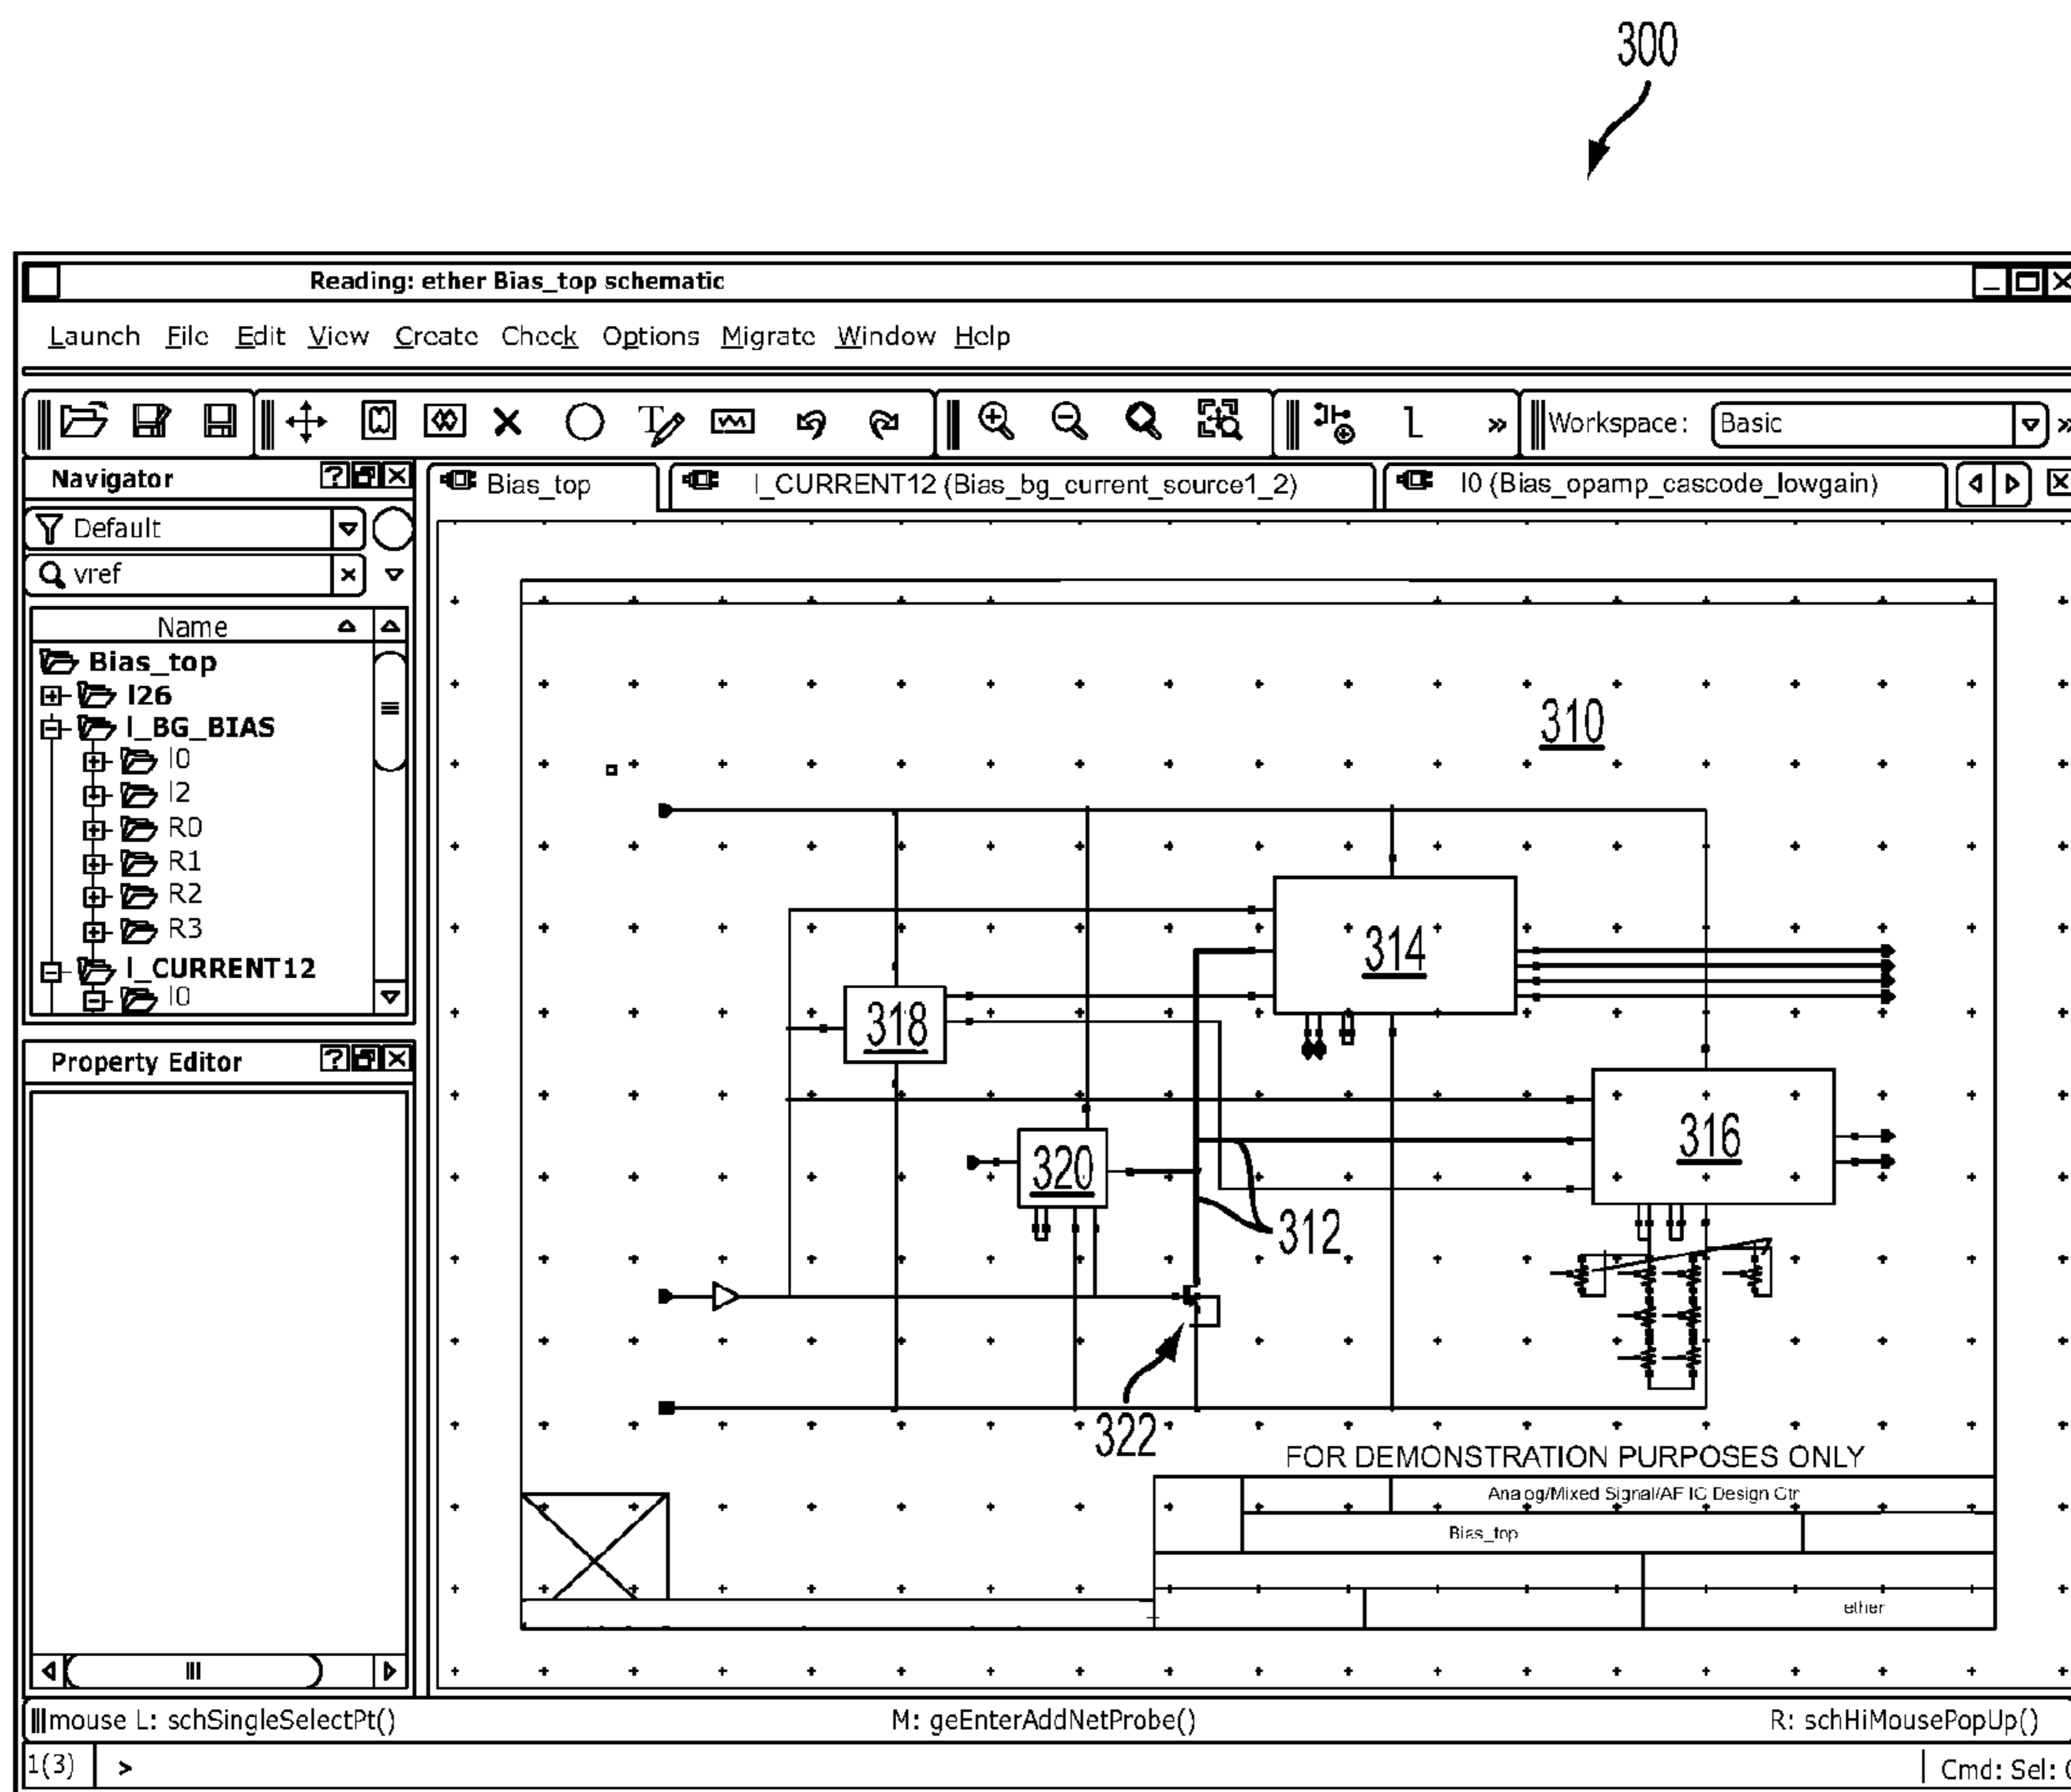 300
Reading: ether Bias_top schematic
Launch File Edit View Create Check Options Migrate Window Help
Workspace: Basic
Navigator
Bias_top
I_CURRENT12 (Bias_bg_current_source1_2)
I0 (Bias_opamp_cascode_lowgain)
Default
vref
Name
Bias_top
I26
I_BG_BIAS
I0
I2
R0
R1
R2
R3
I_CURRENT12
I0
Property Editor
310
314
318
316
320
312
322
FOR DEMONSTRATION PURPOSES ONLY
Analog/Mixed Signal/AF IC Design Ctr
Bias_top
ether
mouse L: schSingleSelectPt() M: geEnterAddNetProbe() R: schHiMousePopUp()
1(3) > Cmd: Sel: